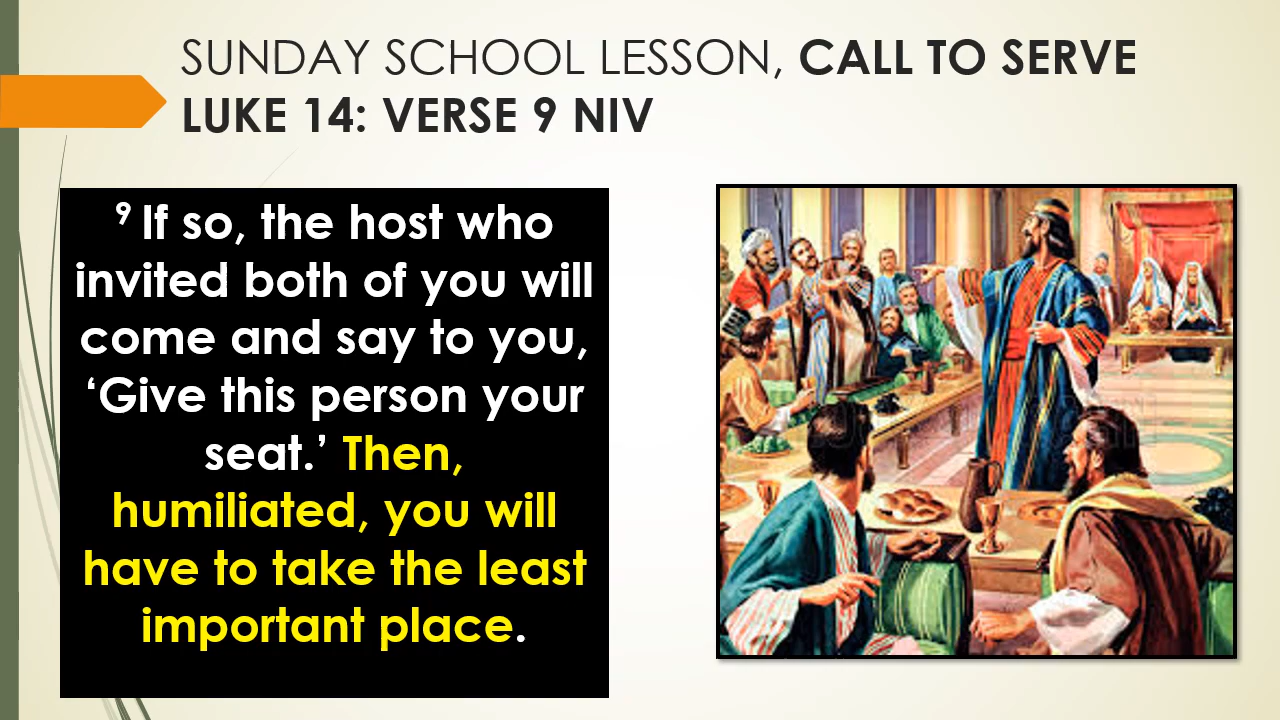 SUNDAY SCHOOL LESSON, CALL TO SERVE
LUKE 14: VERSE 9 NIV
⁹ If so, the host who
invited both of you will
come and say to you,
‘Give this person your
seat.’ Then,
humiliated, you will
have to take the least
important place.